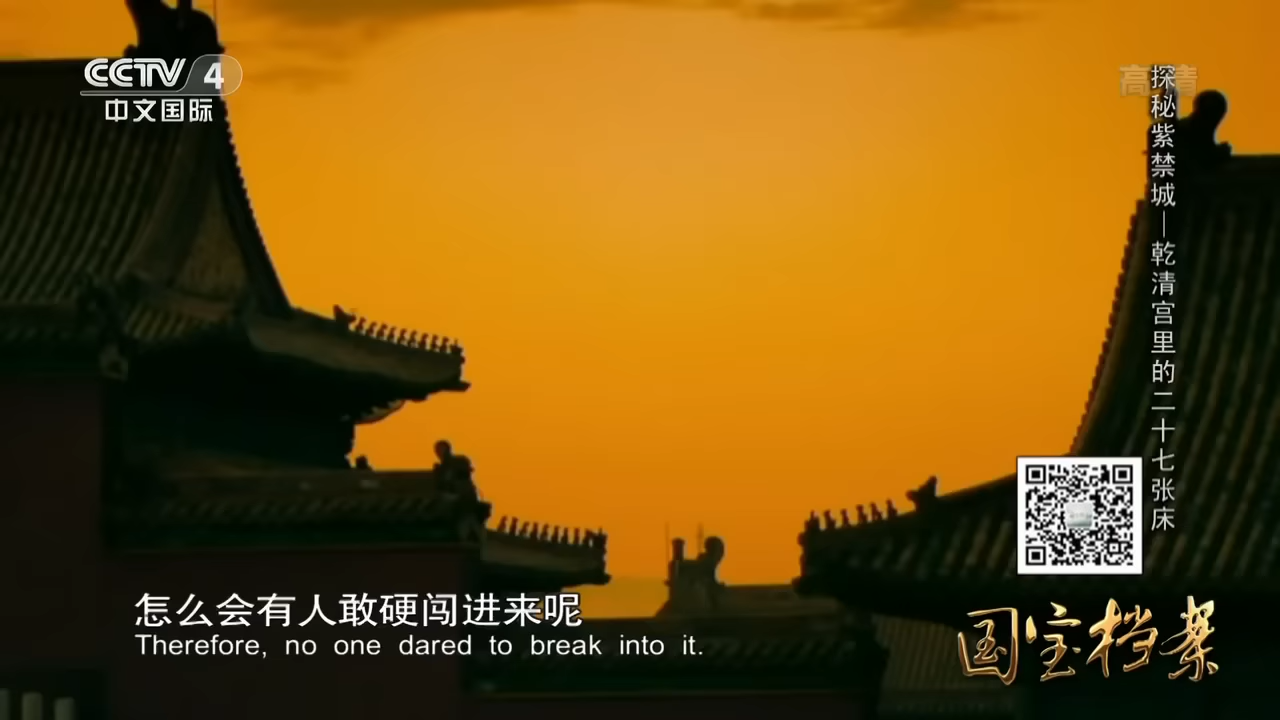 CCTV 4
中文国际
高清
探秘紫禁城—乾清宫里的二十七张床
怎么会有人敢硬闯进来呢
Therefore, no one dared to break into it.
国宝档案